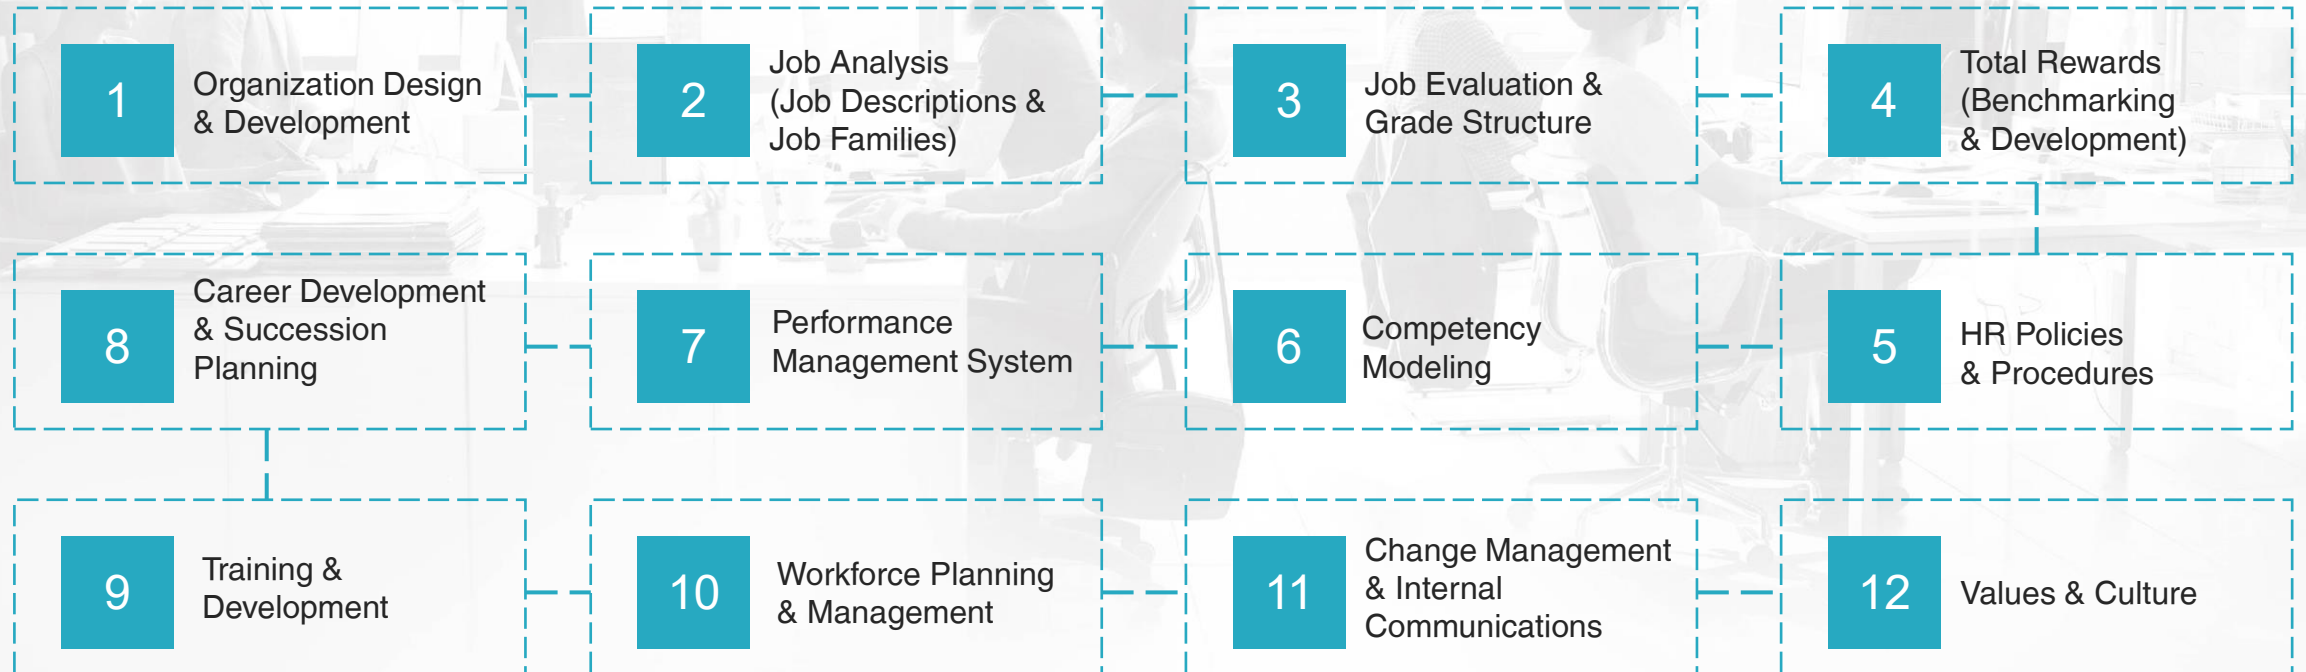 1
Organization Design
& Development
2
Job Analysis
(Job Descriptions &
Job Families)
3
Job Evaluation &
Grade Structure
4
Total Rewards
(Benchmarking
& Development)
8
Career Development
& Succession
Planning
7
Performance
Management System
6
Competency
Modeling
5
HR Policies
& Procedures
9
Training &
Development
10
Workforce Planning
& Management
11
Change Management
& Internal
Communications
12
Values & Culture